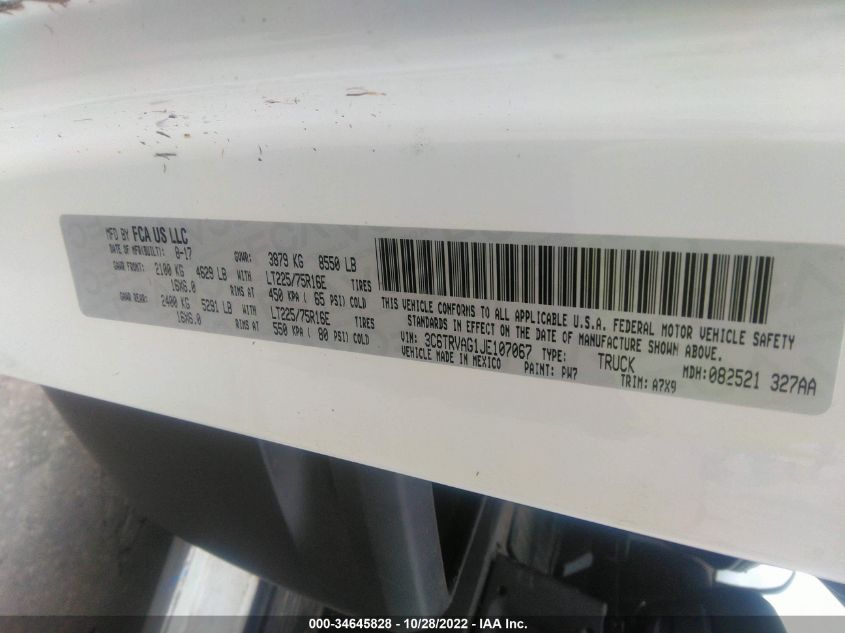 MFD BY FCA US LLC
DATE OF MFR(BUILT): 8-17 GVWR: 3879 KG 8550 LB
GAWR FRONT: 2100 KG 4629 LB WITH LT225/75R16E TIRES
16X6.0 RIMS AT 450 KPA( 65 PSI) COLD
GAWR REAR: 2400 KG 5291 LB WITH LT225/75R16E TIRES
16X6.0 RIMS AT 550 KPA( 80 PSI) COLD
THIS VEHICLE CONFORMS TO ALL APPLICABLE U.S.A. FEDERAL MOTOR VEHICLE SAFETY
STANDARDS IN EFFECT ON THE DATE OF MANUFACTURE SHOWN ABOVE.
VIN: 3C6TRVAG1JE107067 TYPE: TRUCK MDH:082521 327AA
VEHICLE MADE IN MEXICO PAINT: PW7 TRIM: A7X9
000-34645828 - 10/28/2022 - IAA Inc.